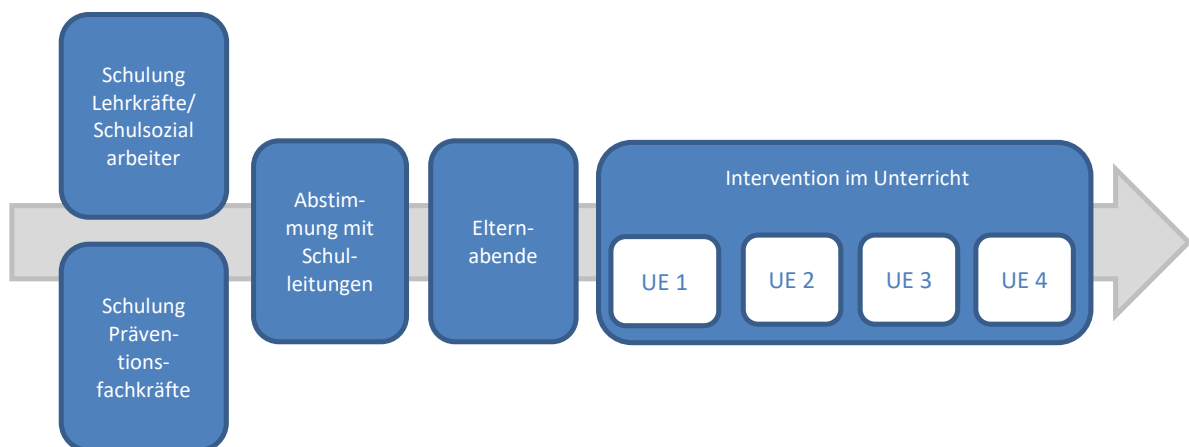 Schulung
Lehrkräfte/
Schulsozial
arbeiter
Schulung
Präven-
tions-
fachkräfte
Abstim-
mung mit
Schul-
leitungen
Eltern-
abende
Intervention im Unterricht
UE 1
UE 2
UE 3
UE 4